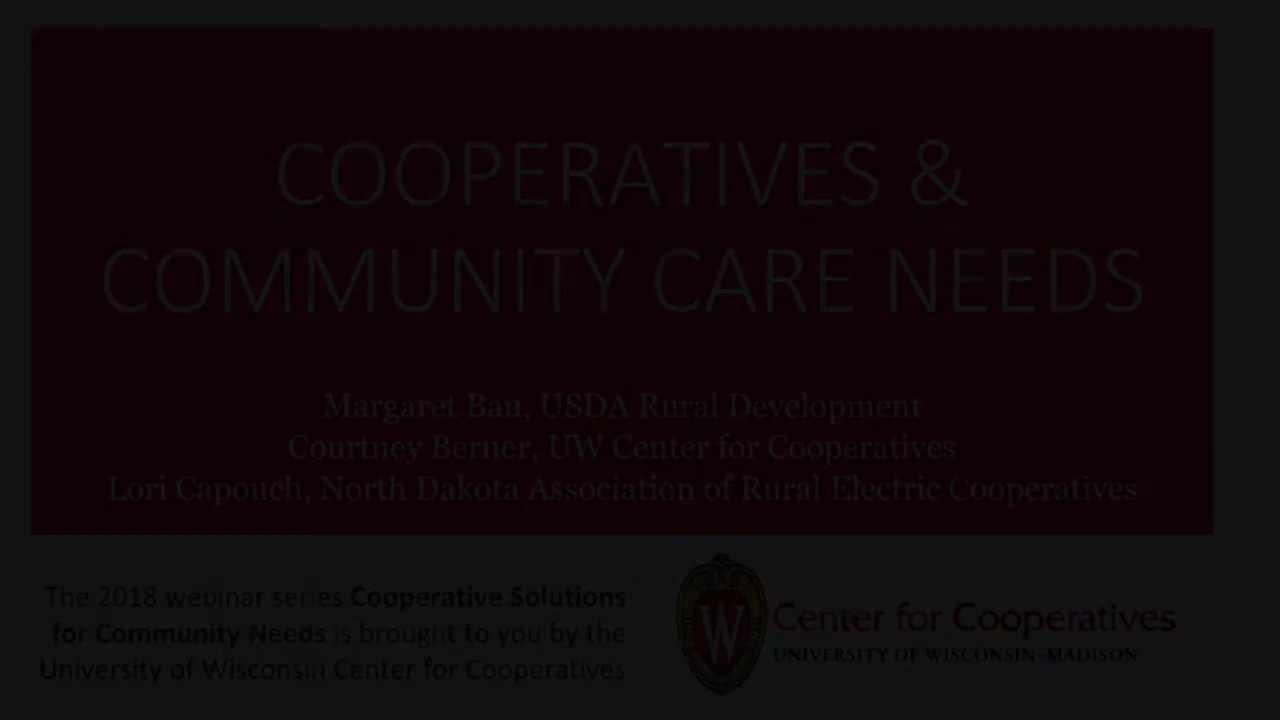 COOPERATIVES &
COMMUNITY CARE NEEDS
Margaret Bau, USDA Rural Development
Courtney Berner, UW Center for Cooperatives
Lori Capouch, North Dakota Association of Rural Electric Cooperatives
The 2018 webinar series Cooperative Solutions
for Community Needs is brought to you by the
University of Wisconsin Center for Cooperatives
W
Center for Cooperatives
UNIVERSITY OF WISCONSIN–MADISON